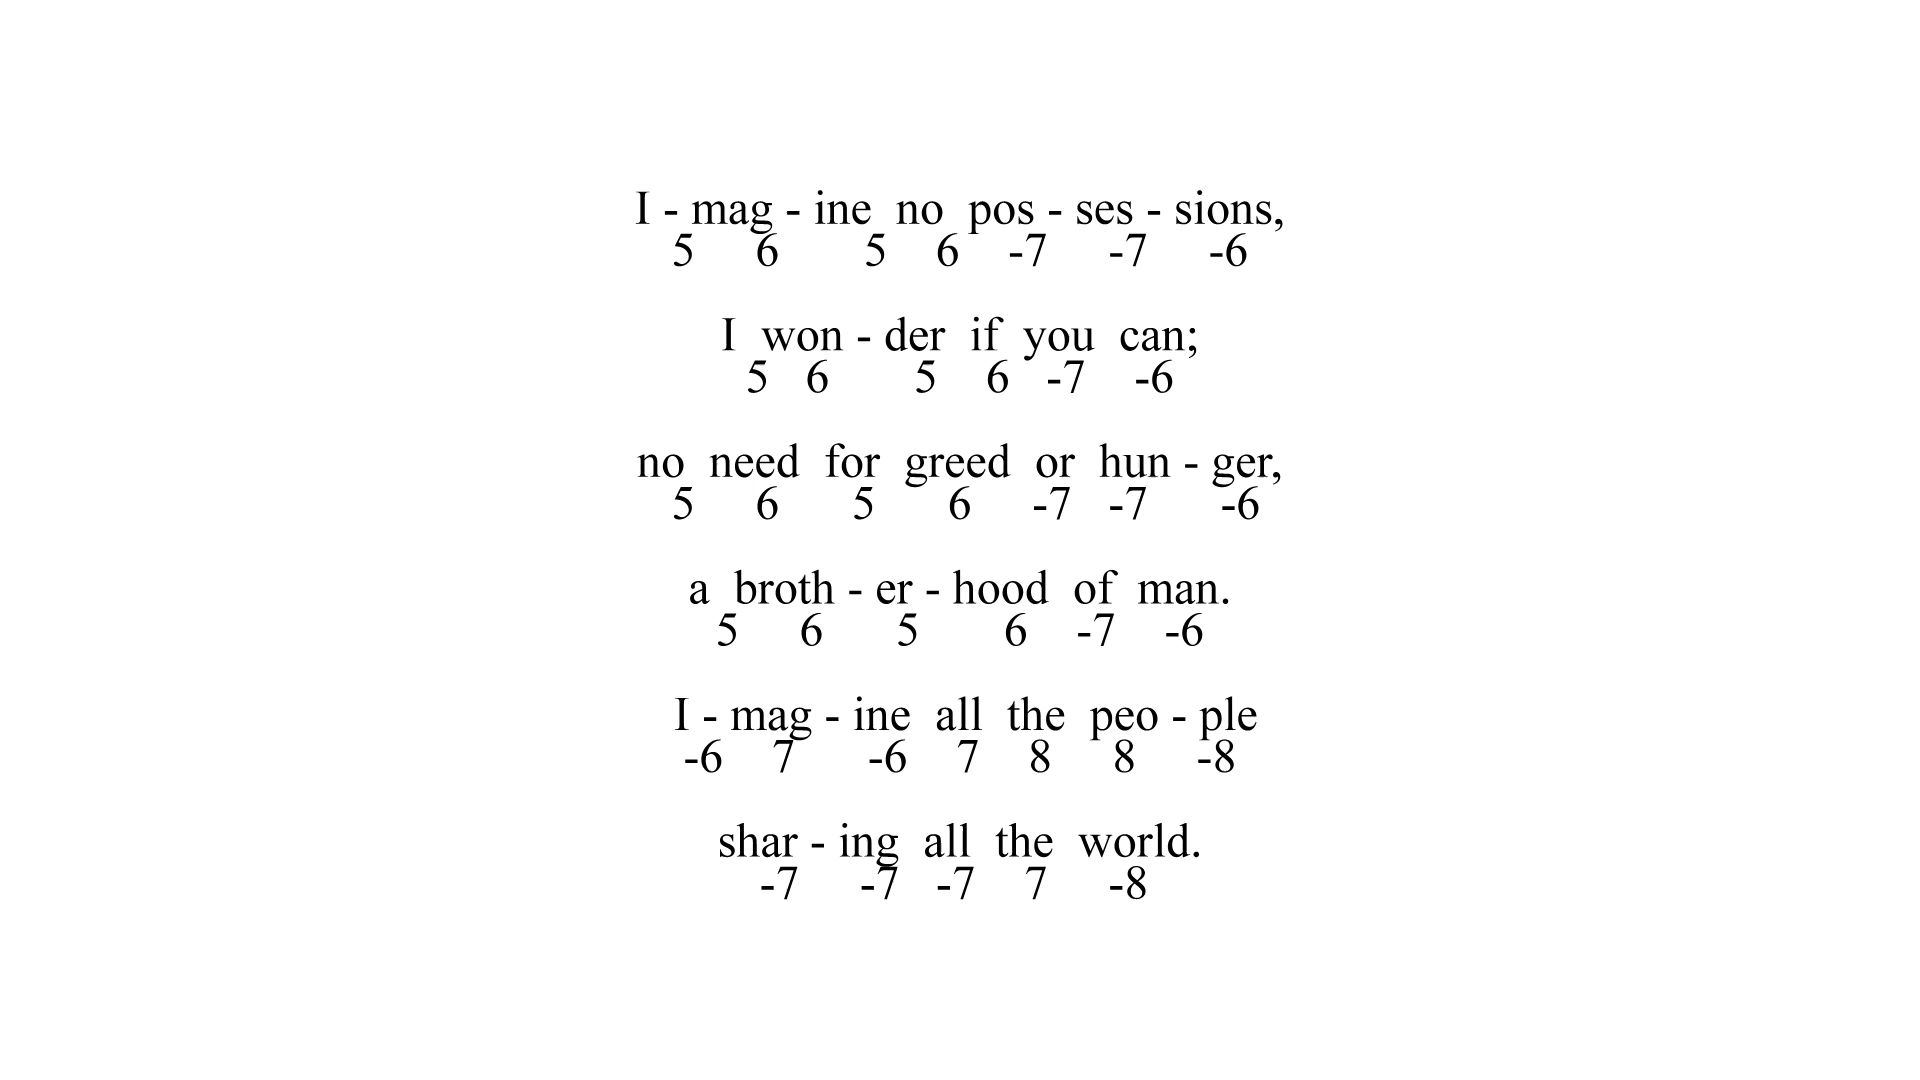 I - mag - ine no pos - ses - sions,
5 6 5 6 -7 -7 -6
I won - der if you can;
5 6 5 6 -7 -6
no need for greed or hun - ger,
5 6 5 6 -7 -7 -6
a broth - er - hood of man.
5 6 5 6 -7 -6
I - mag - ine all the peo - ple
-6 7 -6 7 8 8 -8
shar - ing all the world.
-7 -7 -7 7 -8